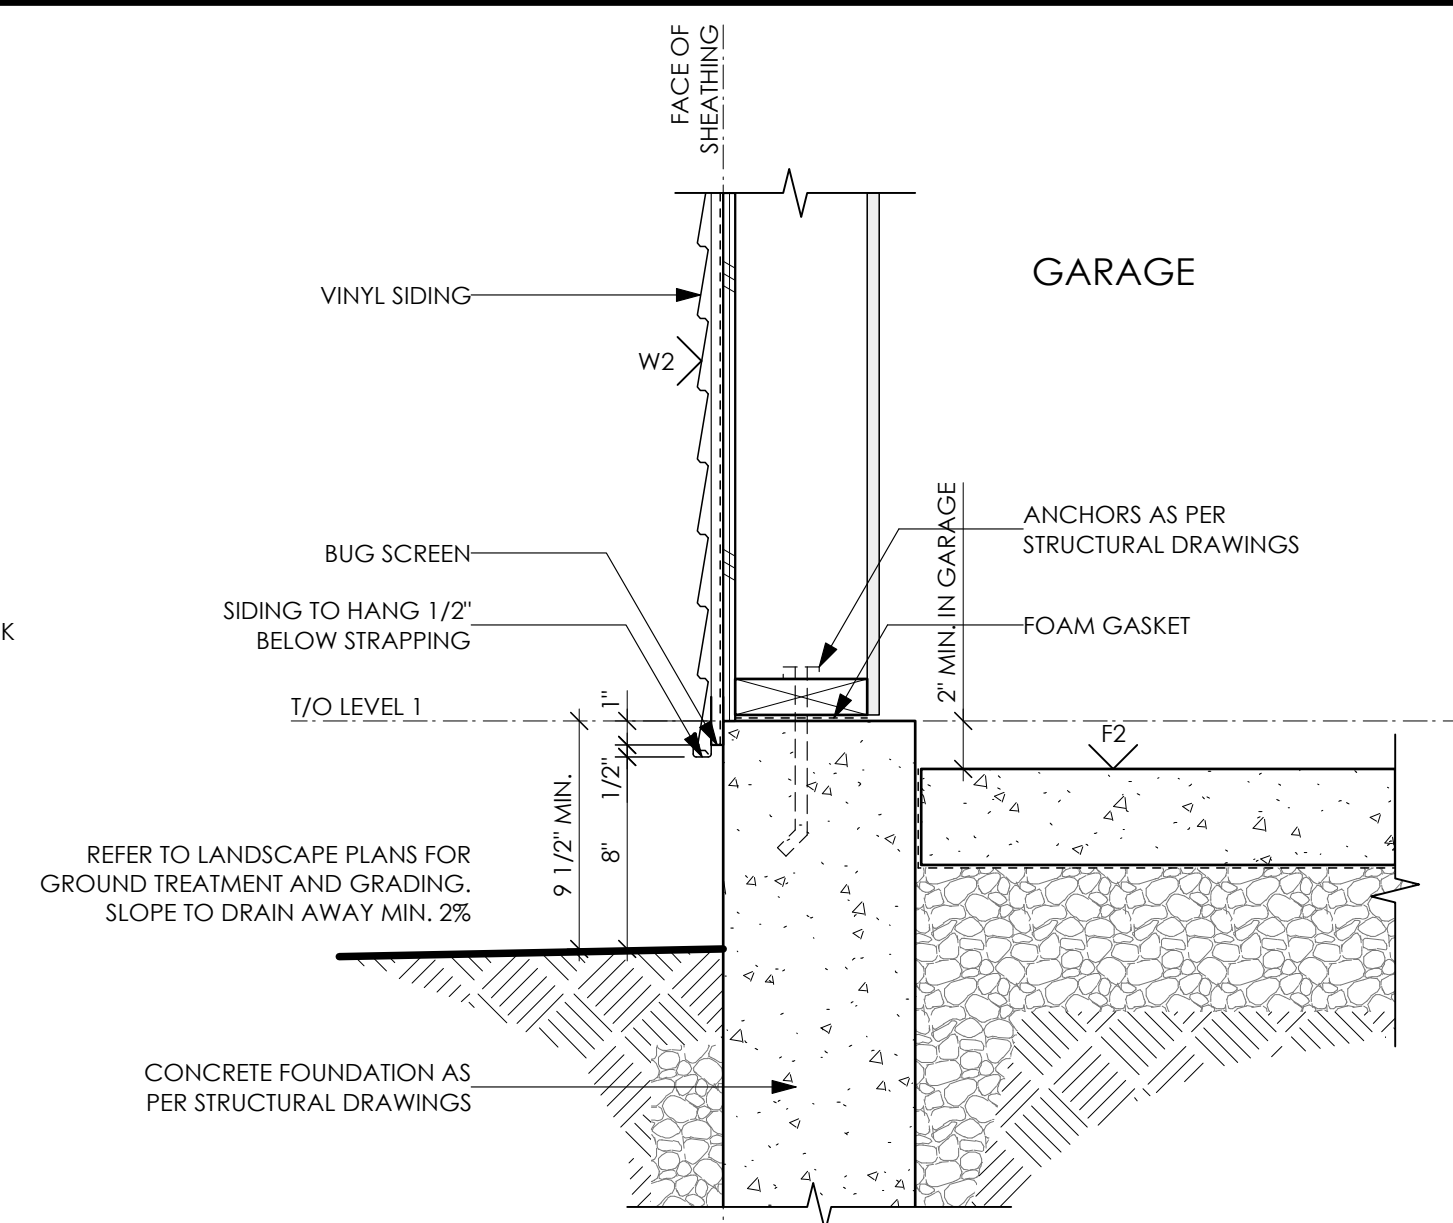 FACE OF
SHEATHING
GARAGE
VINYL SIDING
W2
2" MIN. IN GARAGE
ANCHORS AS PER
STRUCTURAL DRAWINGS
BUG SCREEN
SIDING TO HANG 1/2"
BELOW STRAPPING
K
FOAM GASKET
T/O LEVEL 1
1"
F2
1/2"
9 1/2" MIN.
8"
REFER TO LANDSCAPE PLANS FOR
GROUND TREATMENT AND GRADING.
SLOPE TO DRAIN AWAY MIN. 2%
CONCRETE FOUNDATION AS
PER STRUCTURAL DRAWINGS